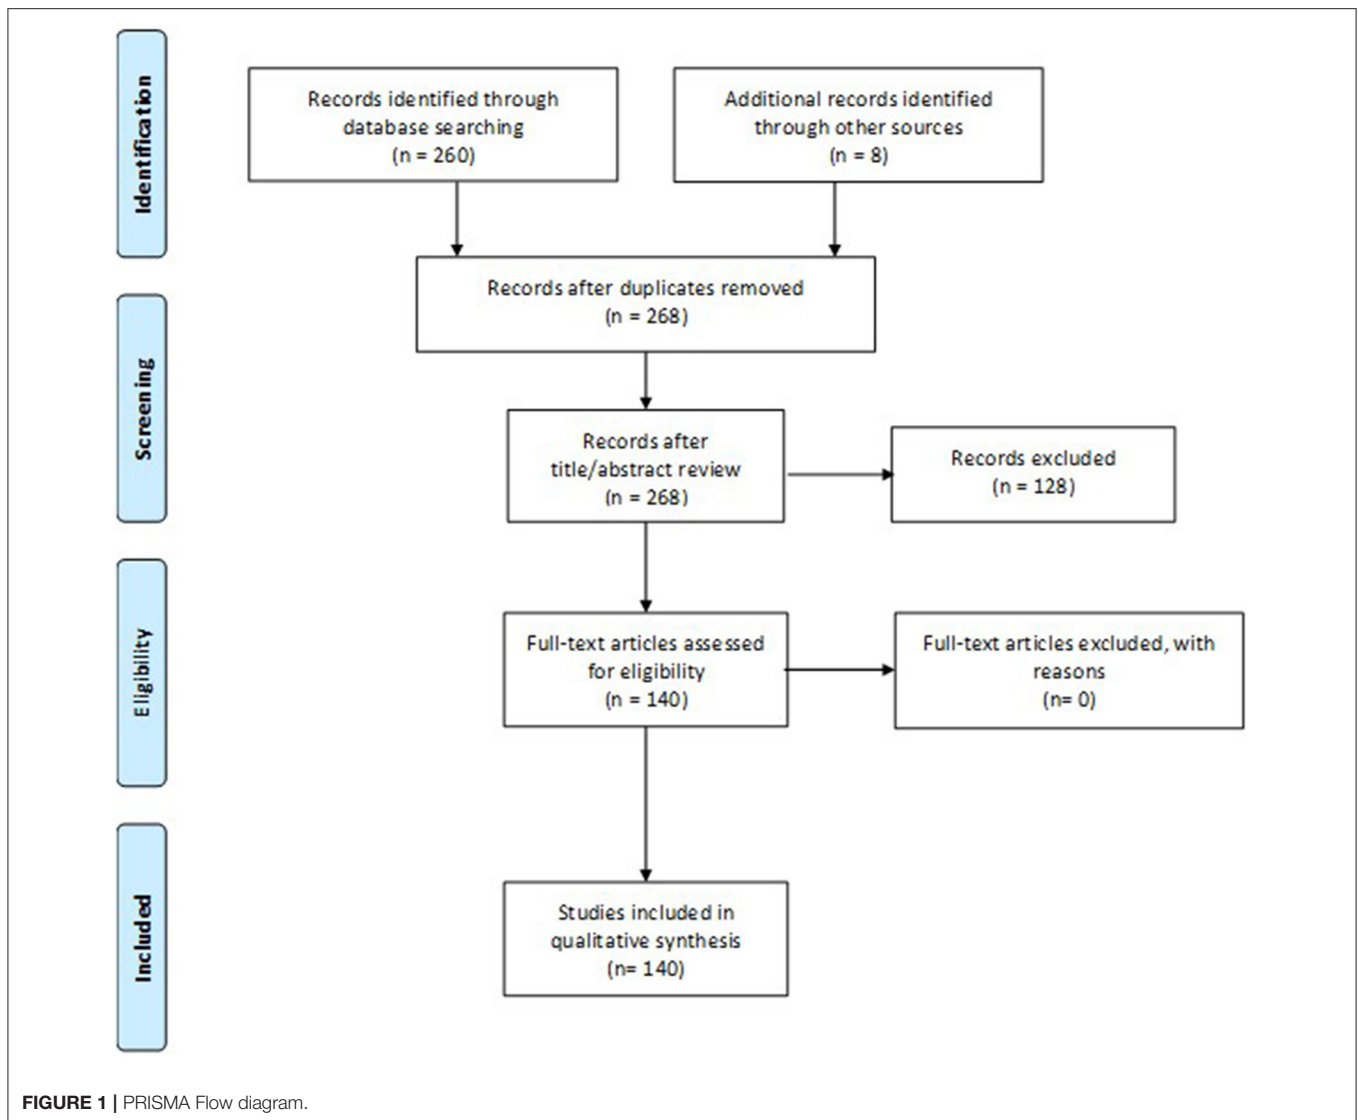 Identification
Records identified through
database searching
(n = 260)
Additional records identified
through other sources
(n = 8)
Records after duplicates removed
(n = 268)
Screening
Records after
title/abstract review
(n = 268)
Records excluded
(n = 128)
Eligibility
Full-text articles assessed
for eligibility
(n = 140)
Full-text articles excluded, with
reasons
(n= 0)
Included
Studies included in
qualitative synthesis
(n= 140)
FIGURE 1 | PRISMA Flow diagram.